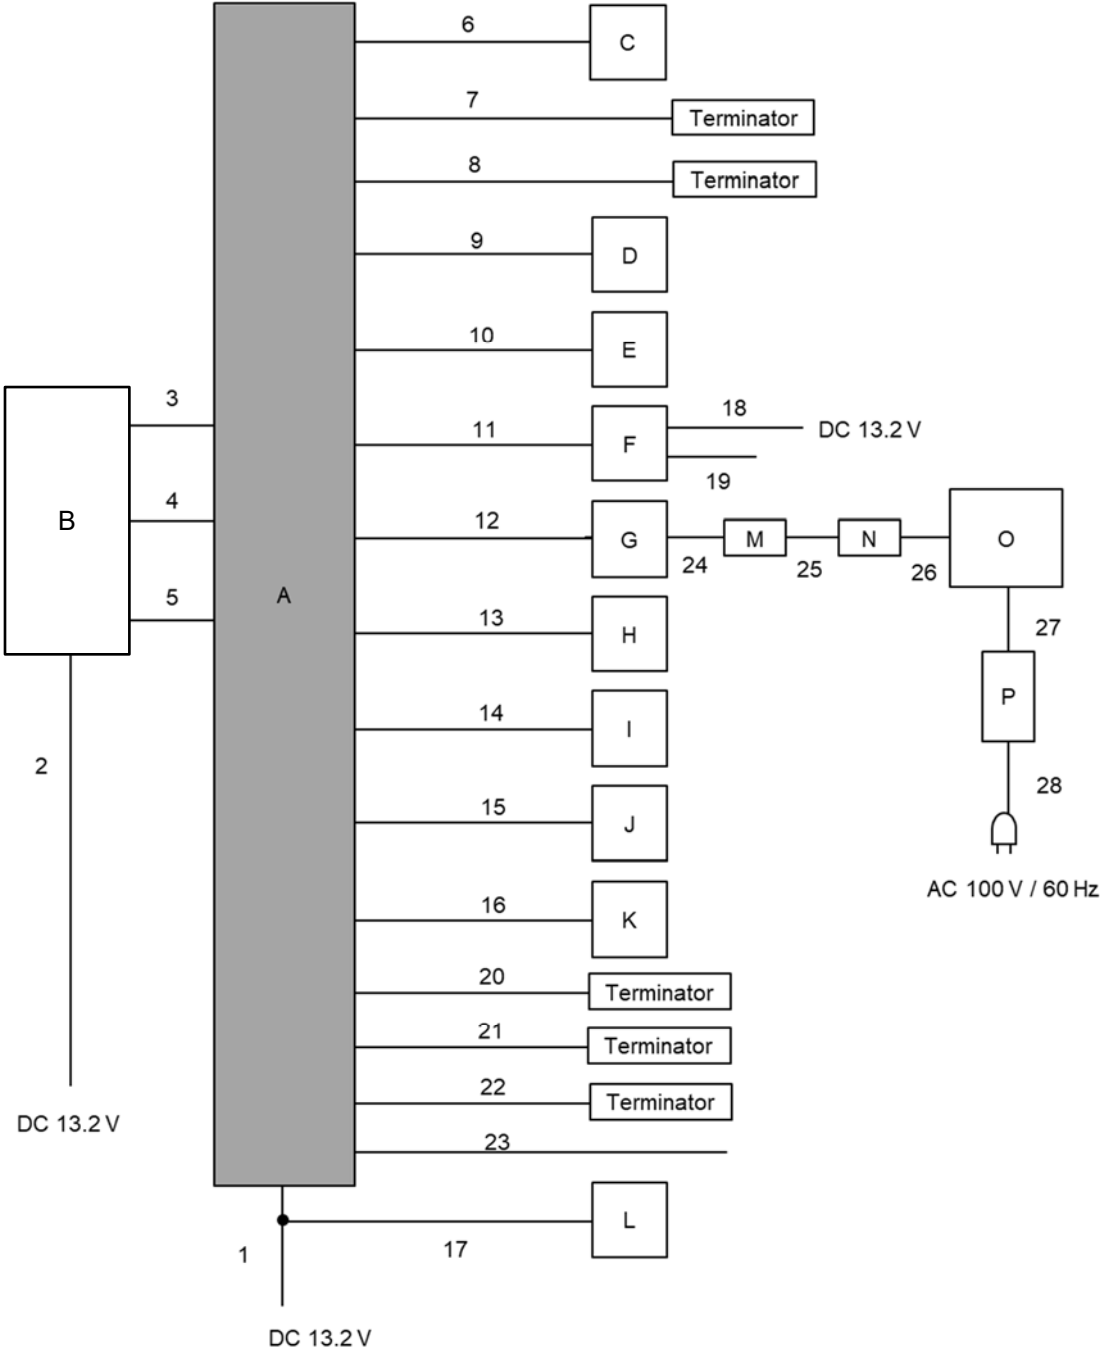 6
C
7
Terminator
8
Terminator
9
D
10
E
3
11
F
18
DC 13.2 V
19
B
4
12
G
24
M
25
N
26
O
5
A
13
H
27
P
14
I
2
28
15
J
AC 100 V / 60 Hz
16
K
20
Terminator
21
Terminator
22
Terminator
DC 13.2 V
23
L
1
17
DC 13.2 V